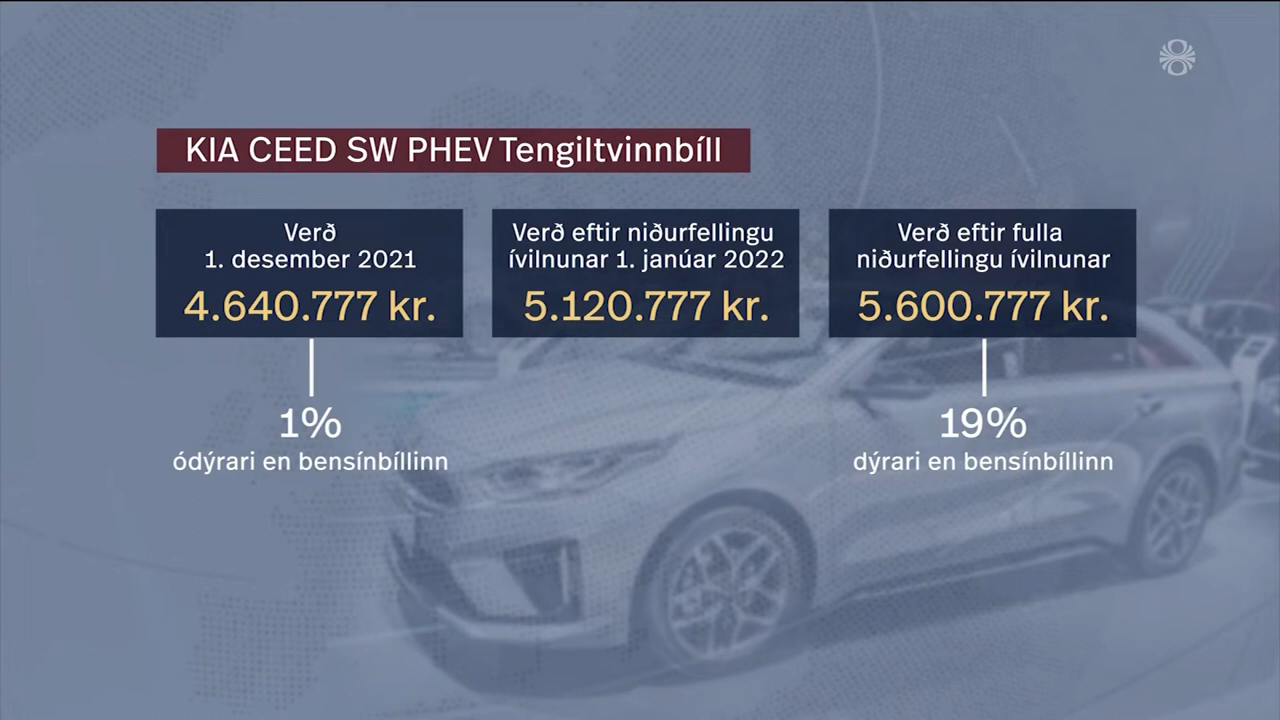 KIA CEED SW PHEV Tengiltvinnbíll
Verð
1. desember 2021
4.640.777 kr.
1%
ódýrari en bensínbíllinn
Verð eftir niðurfellingu
ívilnunar 1. janúar 2022
5.120.777 kr.
Verð eftir fulla
niðurfellingu ívilnunar
5.600.777 kr.
19%
dýrari en bensínbíllinn